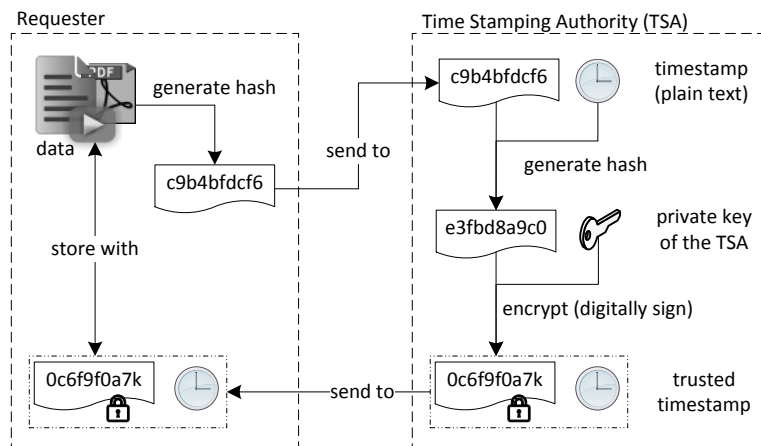 Requester
Time Stamping Authority (TSA)
PDF
data
generate hash
c9b4bfdcf6
send to
c9b4bfdcf6
timestamp
(plain text)
generate hash
e3fbd8a9c0
private key
of the TSA
store with
encrypt (digitally sign)
0c6f9f0a7k
send to
0c6f9f0a7k
trusted
timestamp